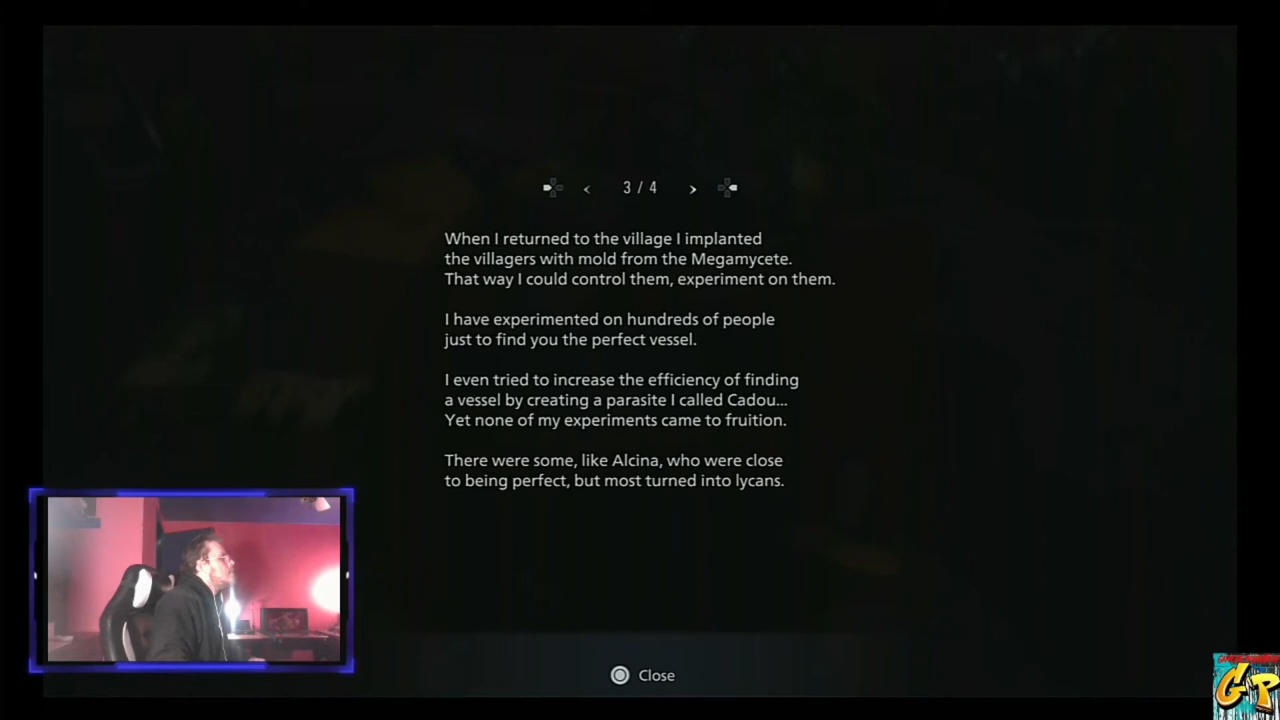 3 / 4
When I returned to the village I implanted
the villagers with mold from the Megamycete.
That way I could control them, experiment on them.
I have experimented on hundreds of people
just to find you the perfect vessel.
I even tried to increase the efficiency of finding
a vessel by creating a parasite I called Cadou...
Yet none of my experiments came to fruition.
There were some, like Alcina, who were close
to being perfect, but most turned into lycans.
Close
GP